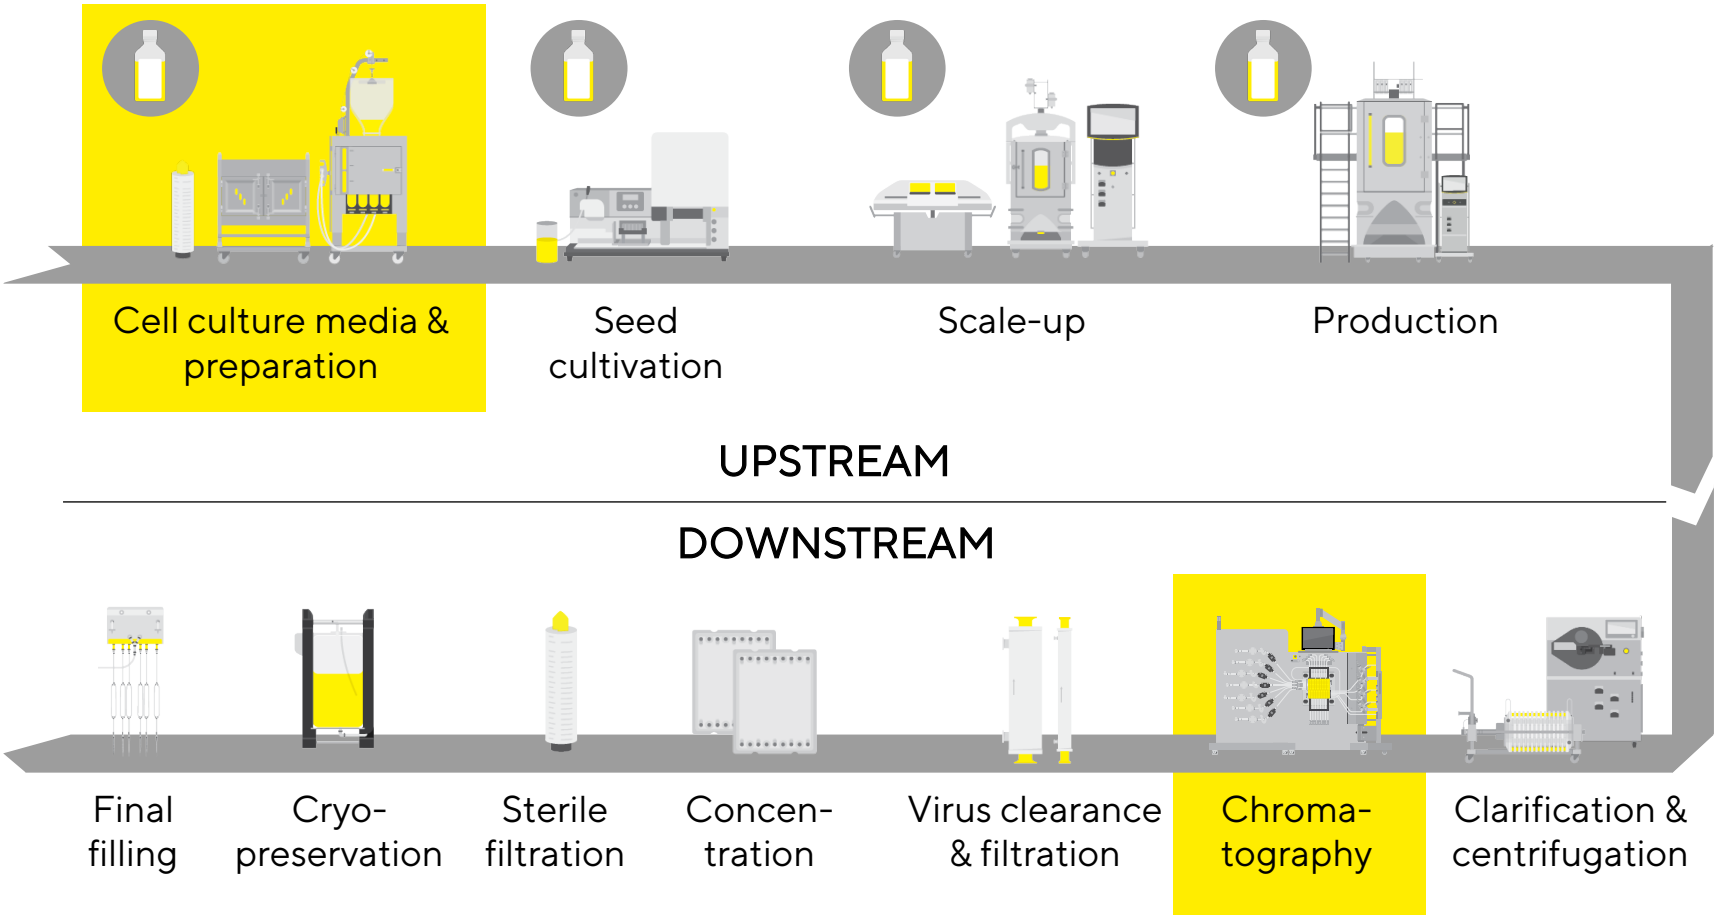 Cell culture media &
preparation
Seed
cultivation
Scale-up
Production
UPSTREAM
DOWNSTREAM
Final
filling
Cryo-
preservation
Sterile
filtration
Concen-
tration
Virus clearance
& filtration
Chroma-
tography
Clarification &
centrifugation